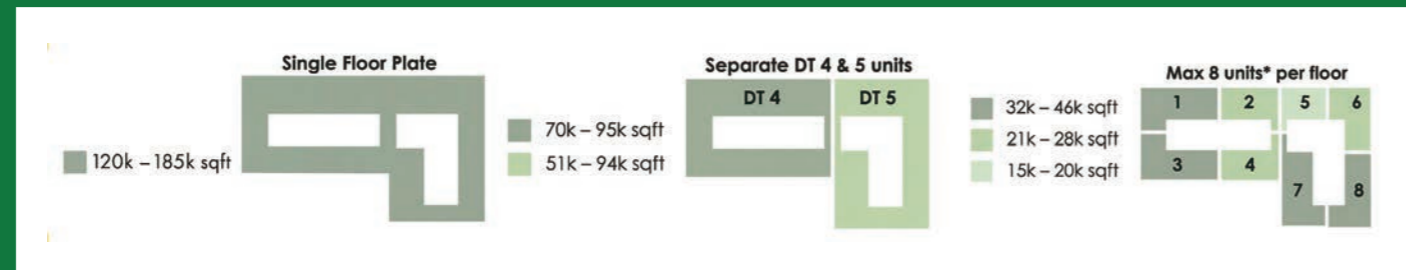 Single Floor Plate
120k – 185k sqft
Separate DT 4 & 5 units
DT 4
DT 5
70k – 95k sqft
51k – 94k sqft
Max 8 units* per floor
32k – 46k sqft
21k – 28k sqft
15k – 20k sqft
1
2
5
6
3
4
7
8